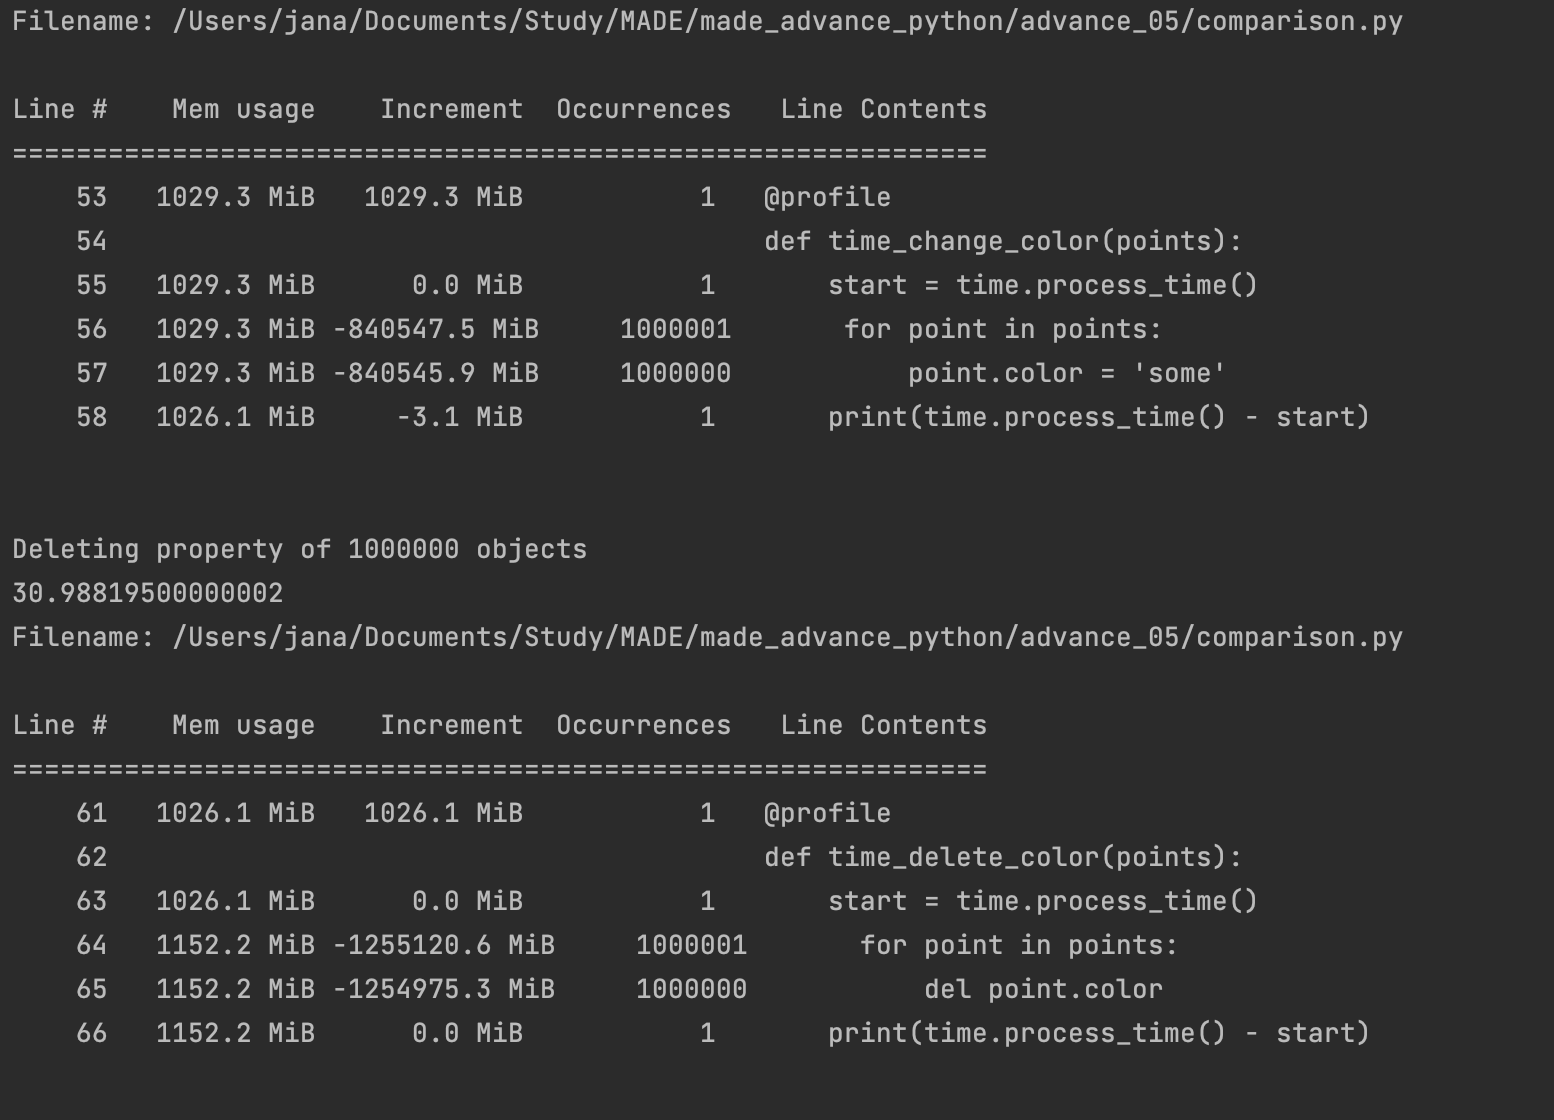 Filename: /Users/jana/Documents/Study/MADE/made_advance_python/advance_05/comparison.py
Line #    Mem usage    Increment  Occurrences   Line Contents
=============================================================
    53   1029.3 MiB   1029.3 MiB           1   @profile
    54                                         def time_change_color(points):
    55   1029.3 MiB      0.0 MiB           1       start = time.process_time()
    56   1029.3 MiB -840547.5 MiB     1000001       for point in points:
    57   1029.3 MiB -840545.9 MiB     1000000           point.color = 'some'
    58   1026.1 MiB     -3.1 MiB           1       print(time.process_time() - start)
Deleting property of 1000000 objects
30.98819500000002
Filename: /Users/jana/Documents/Study/MADE/made_advance_python/advance_05/comparison.py
Line #    Mem usage    Increment  Occurrences   Line Contents
=============================================================
    61   1026.1 MiB   1026.1 MiB           1   @profile
    62                                         def time_delete_color(points):
    63   1026.1 MiB      0.0 MiB           1       start = time.process_time()
    64   1152.2 MiB -1255120.6 MiB     1000001       for point in points:
    65   1152.2 MiB -1254975.3 MiB     1000000           del point.color
    66   1152.2 MiB      0.0 MiB           1       print(time.process_time() - start)